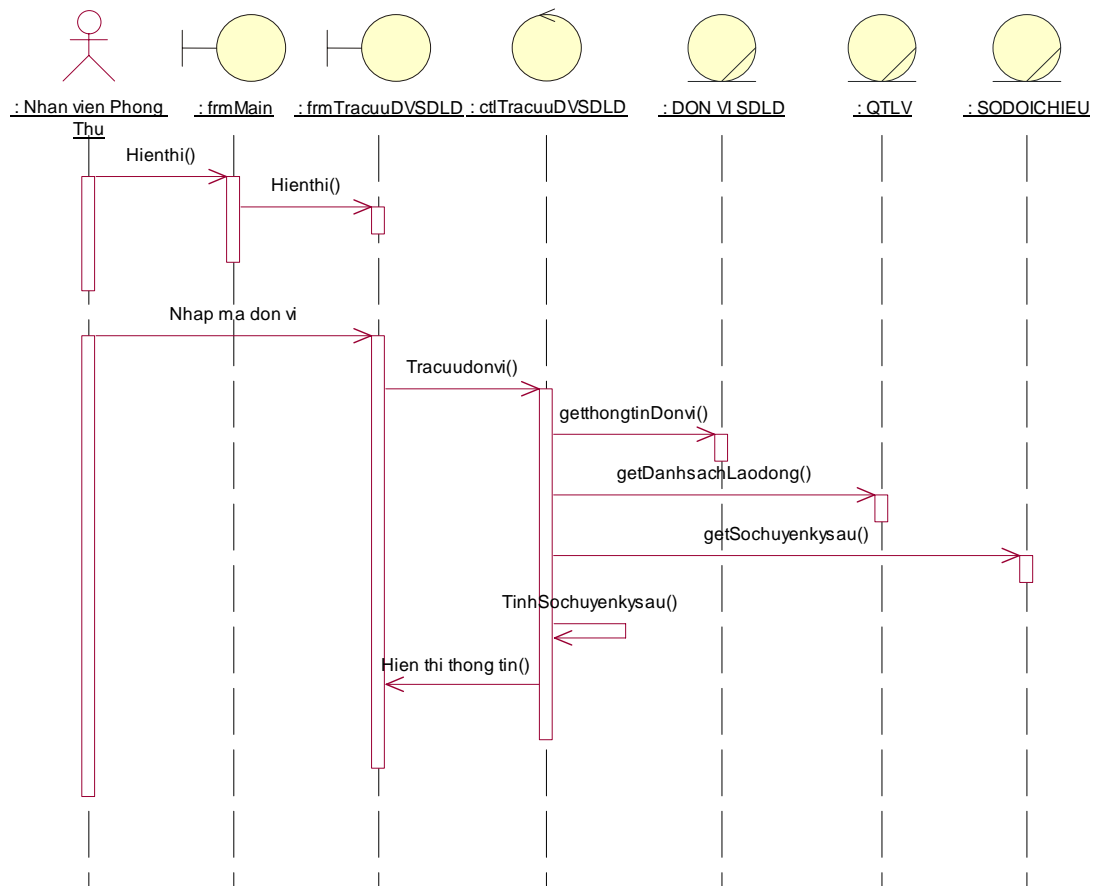 : Nhan vien Phong
Thu
: frmMain
: frmTracuuDVSDLD
: ctlTracuuDVSDLD
: DON VI SDLD
: QTLV
: SODOICHIEU
Hienthi()
Hienthi()
Nhap ma don vi
Tracuudonvi()
getthongtinDonvi()
getDanhsachLaodong()
getSochuyenkysau()
TinhSochuyenkysau()
Hien thi thong tin()